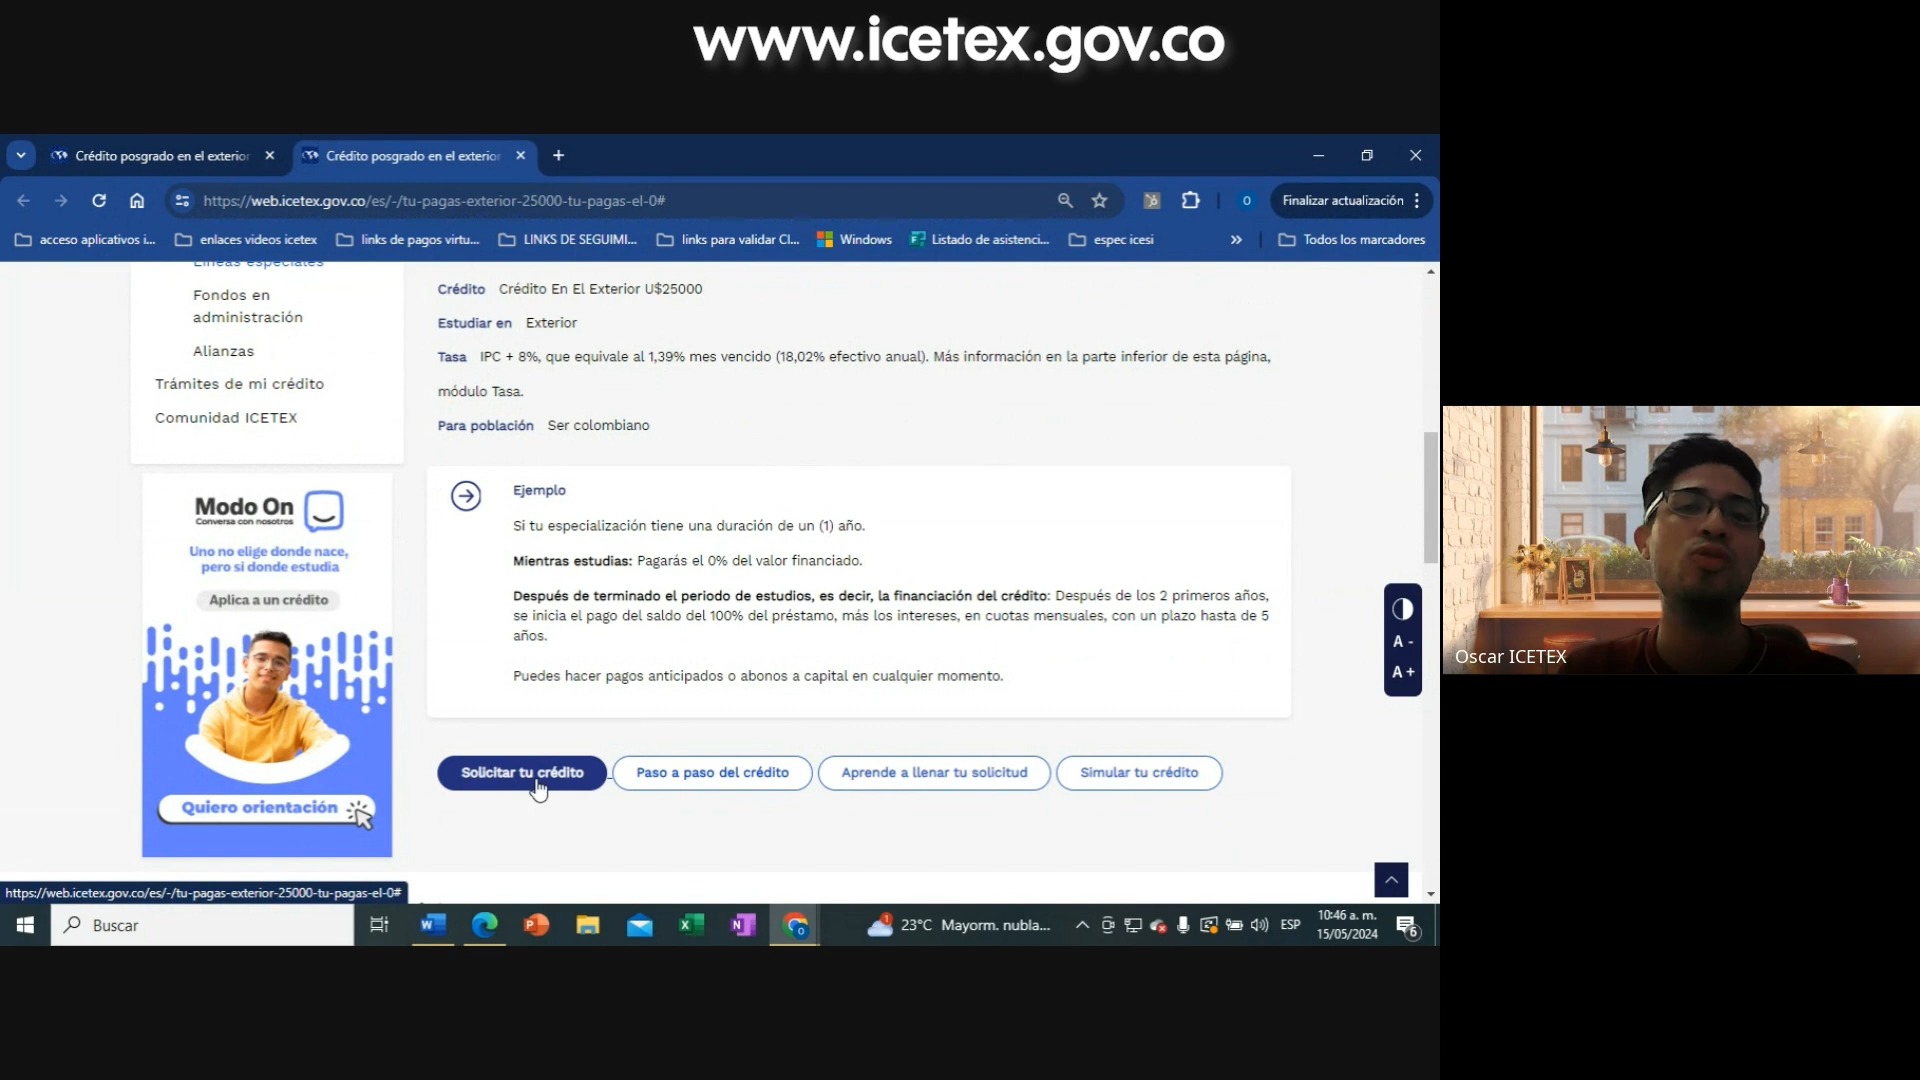 www.icetex.gov.co
Crédito posgrado en el exterior
Crédito posgrado en el exterior
https://web.icetex.gov.co/es/-/tu-pagas-exterior-25000-tu-pagas-el-0#
O
Finalizar actualización
acceso aplicativos i...
enlaces videos icetex
links de pagos virtu...
LINKS DE SEGUIMI...
links para validar CI...
Windows
Listado de asistenci...
espec icesi
Todos los marcadores
Líneas especiales
Fondos en
administración
Alianzas
Trámites de mi crédito
Comunidad ICETEX
Modo On
Conversa con nosotros
Uno no elige donde nace,
pero si donde estudia
Aplica a un crédito
Quiero orientación
Crédito Crédito En El Exterior U$25000
Estudiar en Exterior
Tasa IPC + 8%, que equivale al 1,39% mes vencido (18,02% efectivo anual). Más información en la parte inferior de esta página,
módulo Tasa.
Para población Ser colombiano
Ejemplo
Si tu especialización tiene una duración de un (1) año.
Mientras estudias: Pagarás el 0% del valor financiado.
Después de terminado el periodo de estudios, es decir, la financiación del crédito: Después de los 2 primeros años,
se inicia el pago del saldo del 100% del préstamo, más los intereses, en cuotas mensuales, con un plazo hasta de 5
años.
Puedes hacer pagos anticipados o abonos a capital en cualquier momento.
Solicitar tu crédito
Paso a paso del crédito
Aprende a llenar tu solicitud
Simular tu crédito
A -
A +
Oscar ICETEX
https://web.icetex.gov.co/es/-/tu-pagas-exterior-25000-tu-pagas-el-0#
Buscar
23°C Mayorm. nubla...
ESP
10:46 a. m.
15/05/2024
6